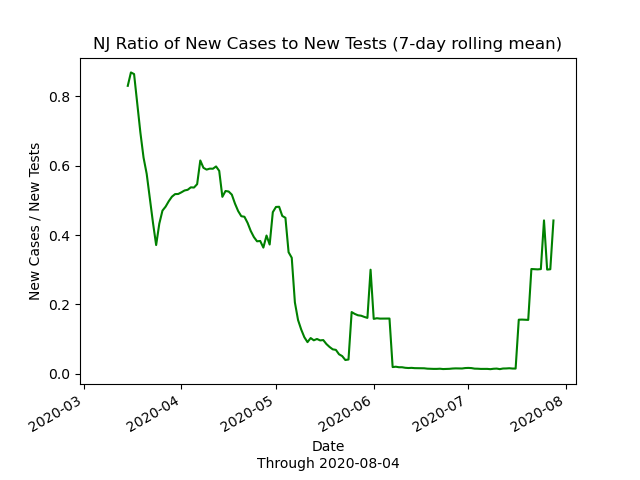 NJ Ratio of New Cases to New Tests (7-day rolling mean)
New Cases / New Tests
0.8
0.6
0.4
0.2
0.0
2020-03
2020-04
2020-05
2020-06
2020-07
2020-08
Date
Through 2020-08-04